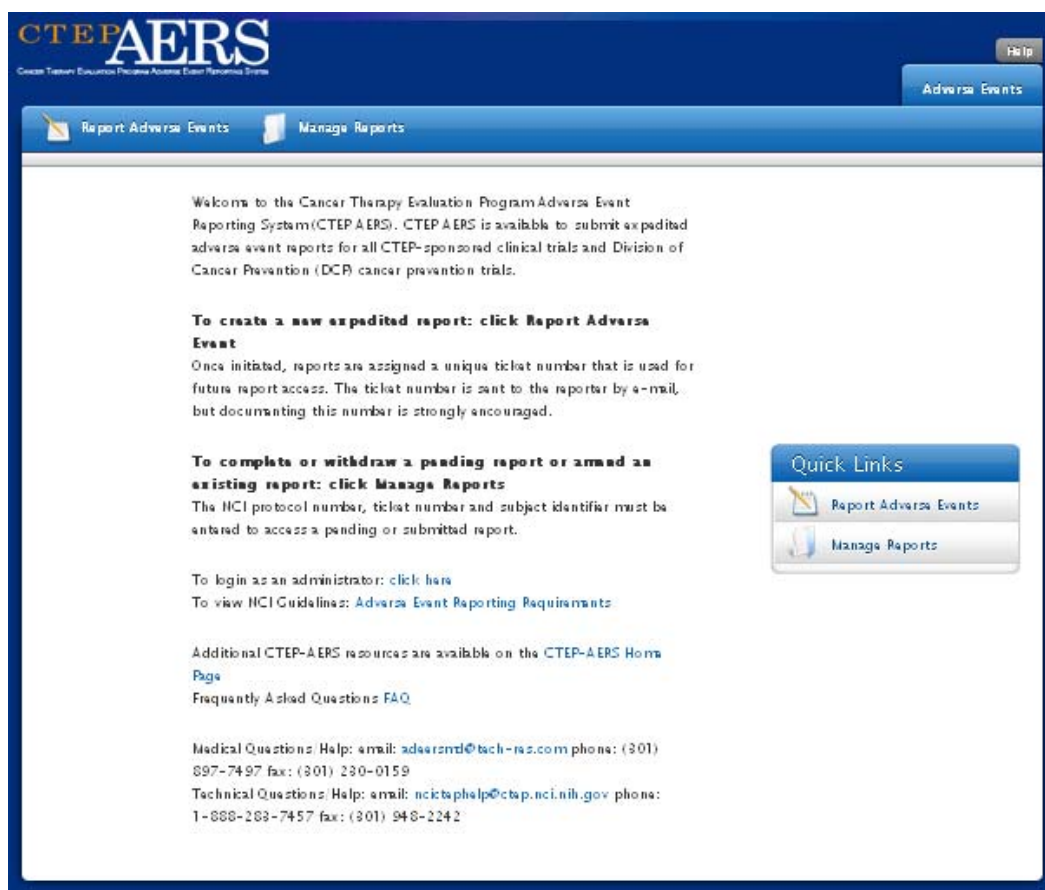 CTEPAERS
CANCER THERAPY EVALUATION PROGRAM ADVERSE EVENT REPORTING SYSTEM
Help
Adverse Events
Report Adverse Events
Manage Reports
Welcome to the Cancer Therapy Evaluation Program Adverse Event
Reporting System (CTEP AERS). CTEP AERS is available to submit expedited
adverse event reports for all CTEP-sponsored clinical trials and Division of
Cancer Prevention (DCP) cancer prevention trials.
To create a new expedited report: click Report Adverse
Event
Once initiated, reports are assigned a unique ticket number that is used for
future report access. The ticket number is sent to the reporter by e-mail,
but documenting this number is strongly encouraged.
To complete or withdraw a pending report or amend an
existing report: click Manage Reports
The NCI protocol number, ticket number and subject identifier must be
entered to access a pending or submitted report.
Quick Links
Report Adverse Events
Manage Reports
To login as an administrator: click here
To view NCI Guidelines: Adverse Event Reporting Requirements
Additional CTEP-AERS resources are available on the CTEP-AERS Home
Page
Frequently Asked Questions FAQ
Medical Questions/Help: email: adeersmd@tech-res.com phone: (301)
897-7497 fax: (301) 230-0159
Technical Questions/Help: email: ncictephelp@ctep.nci.nih.gov phone:
1-888-283-7457 fax: (301) 948-2242